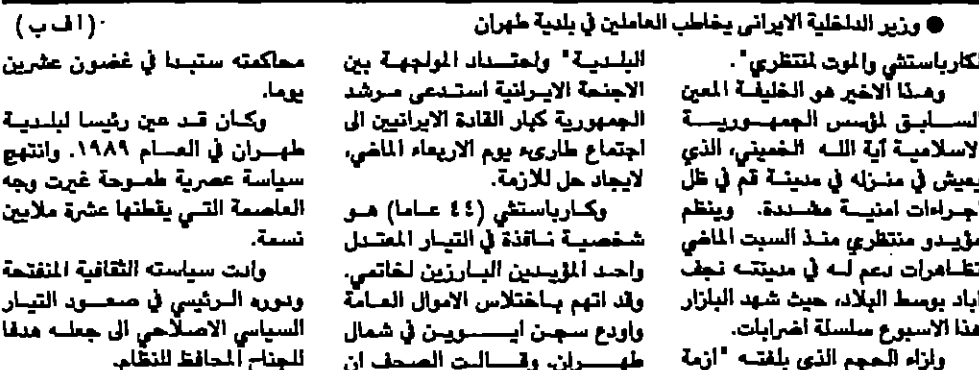 ● وزير الداخلية الايراني يخاطب العاملين في بلدية طهران
(اف ب)
لكارباستشي والموت لمنتظري".
وهذا الاخير هو الخليفة المعين
السابق لمؤسس الجمهورية
الاسلامية آية الله الخميني، الذي
يعيش في منزله في مدينة قم في ظل
اجراءات امنية مشددة. وينظم
مؤيدو منتظري منذ السبت الماضي
تظاهرات دعم له في مدينته نجف
اباد بوسط البلاد، حيث شهد البازار
هذا الاسبوع سلسلة اضرابات.
وازاء الحجم الذي بلغته "ازمة
البلدية" واحتداد المواجهة بين
الاجنحة الايرانية استدعى مرشد
الجمهورية كبار القادة الايرانيين الى
اجتماع طارىء يوم الاربعاء الماضي،
لايجاد حل للازمة.
وكارباستشي (٤٤ عاما) هو
شخصية نافذة في التيار المعتدل
واحد المؤيدين البارزين لخاتمي.
وقد اتهم باختلاس الاموال العامة
واودع سجن ايوين في شمال
طهران. وقالت الصحف ان
محاكمته ستبدا في غضون عشرين
يوما.
وكان قد عين رئيسا لبلدية
طهران في العام ١٩٨٩. وانتهج
سياسة عصرية طموحة غيرت وجه
العاصمة التي يقطنها عشرة ملايين
نسمة.
وادت سياسته الثقافية المنفتحة
ودوره الرئيسي في صعود التيار
السياسي الاصلاحي الى جعله هدفا
للجناح المحافظ للنظام.